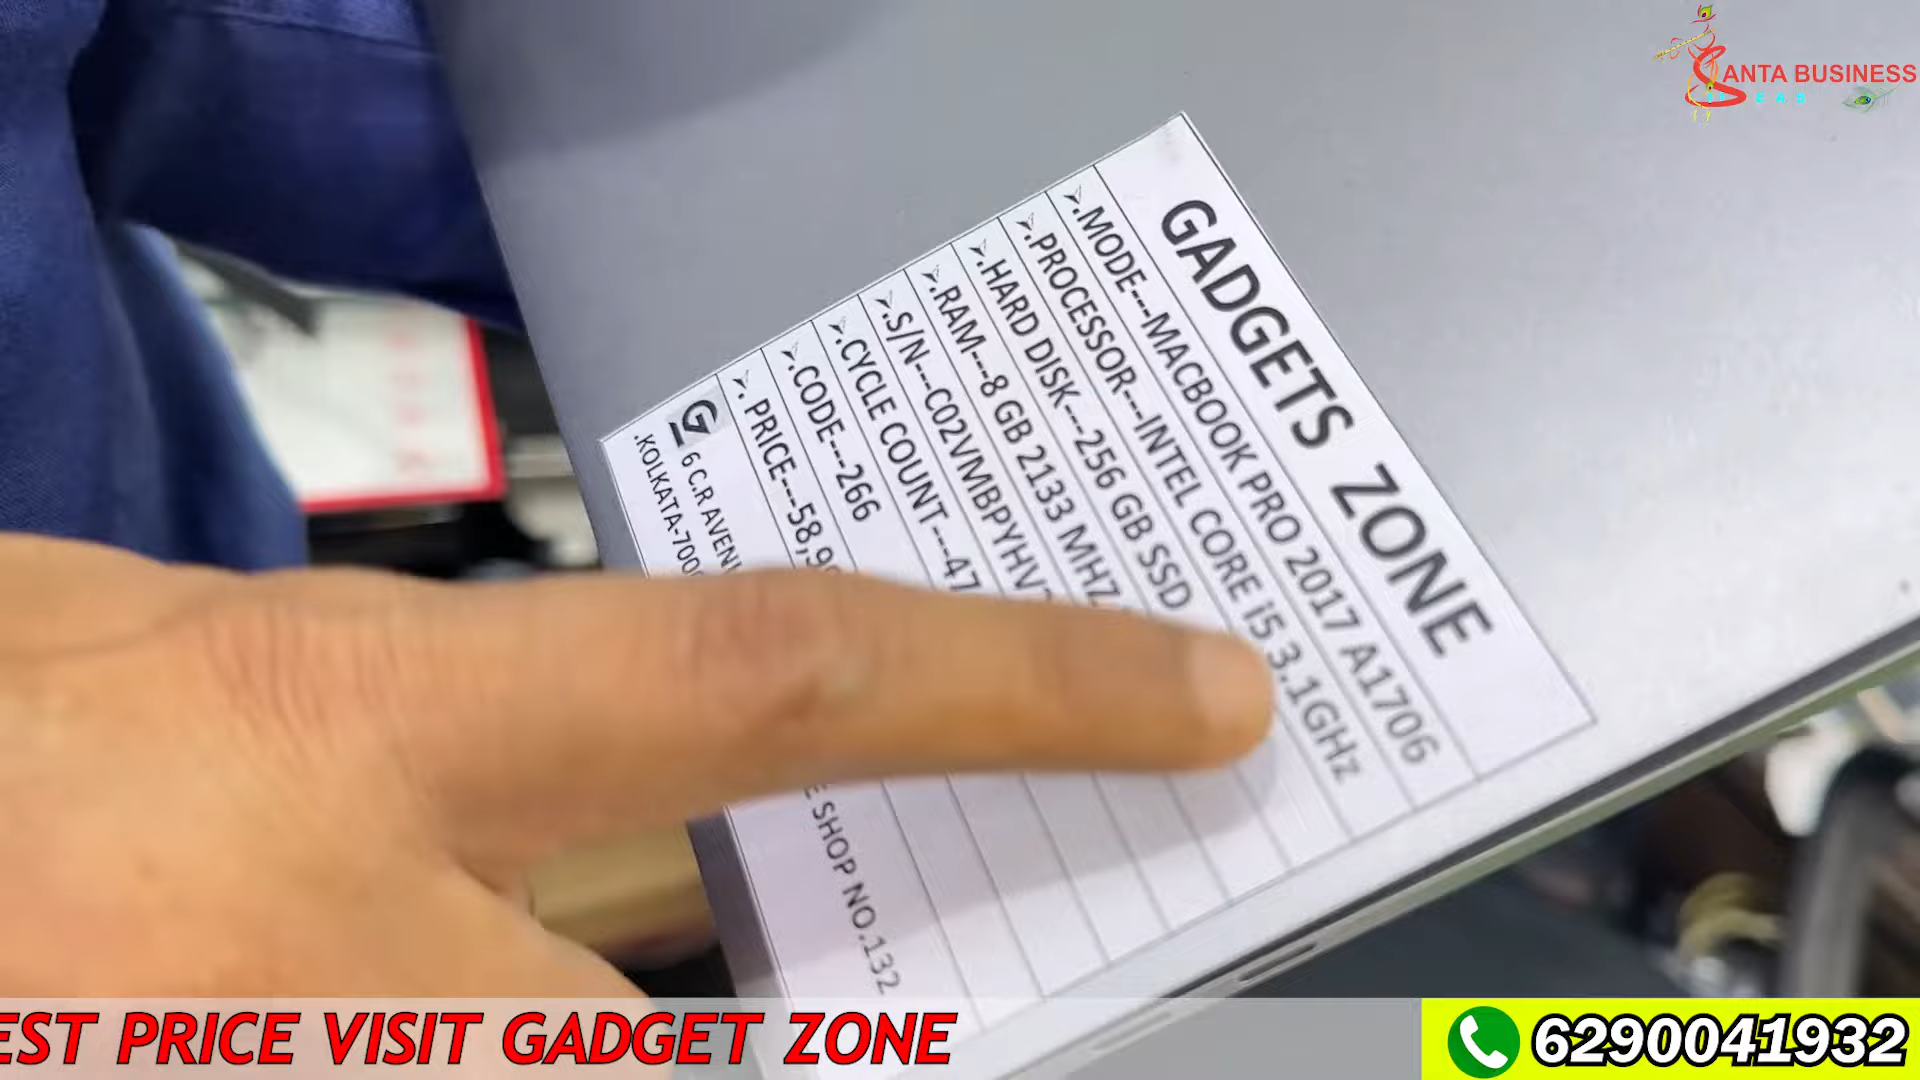 SANTA BUSINESS
GADGETS ZONE
.MODE---MACBOOK PRO 2017 A1706
.PROCESSOR---INTEL CORE i5 3.1GHz
.HARD DISK---256 GB SSD
.RAM---8 GB 2133 MHZ
.S/N---C02VMBPYHV
.CYCLE COUNT---47
.CODE---266
. PRICE---58,9
G 6 C.R AVEN
.KOLKATA-700
SHOP NO.132
EST PRICE VISIT GADGET ZONE
6290041932